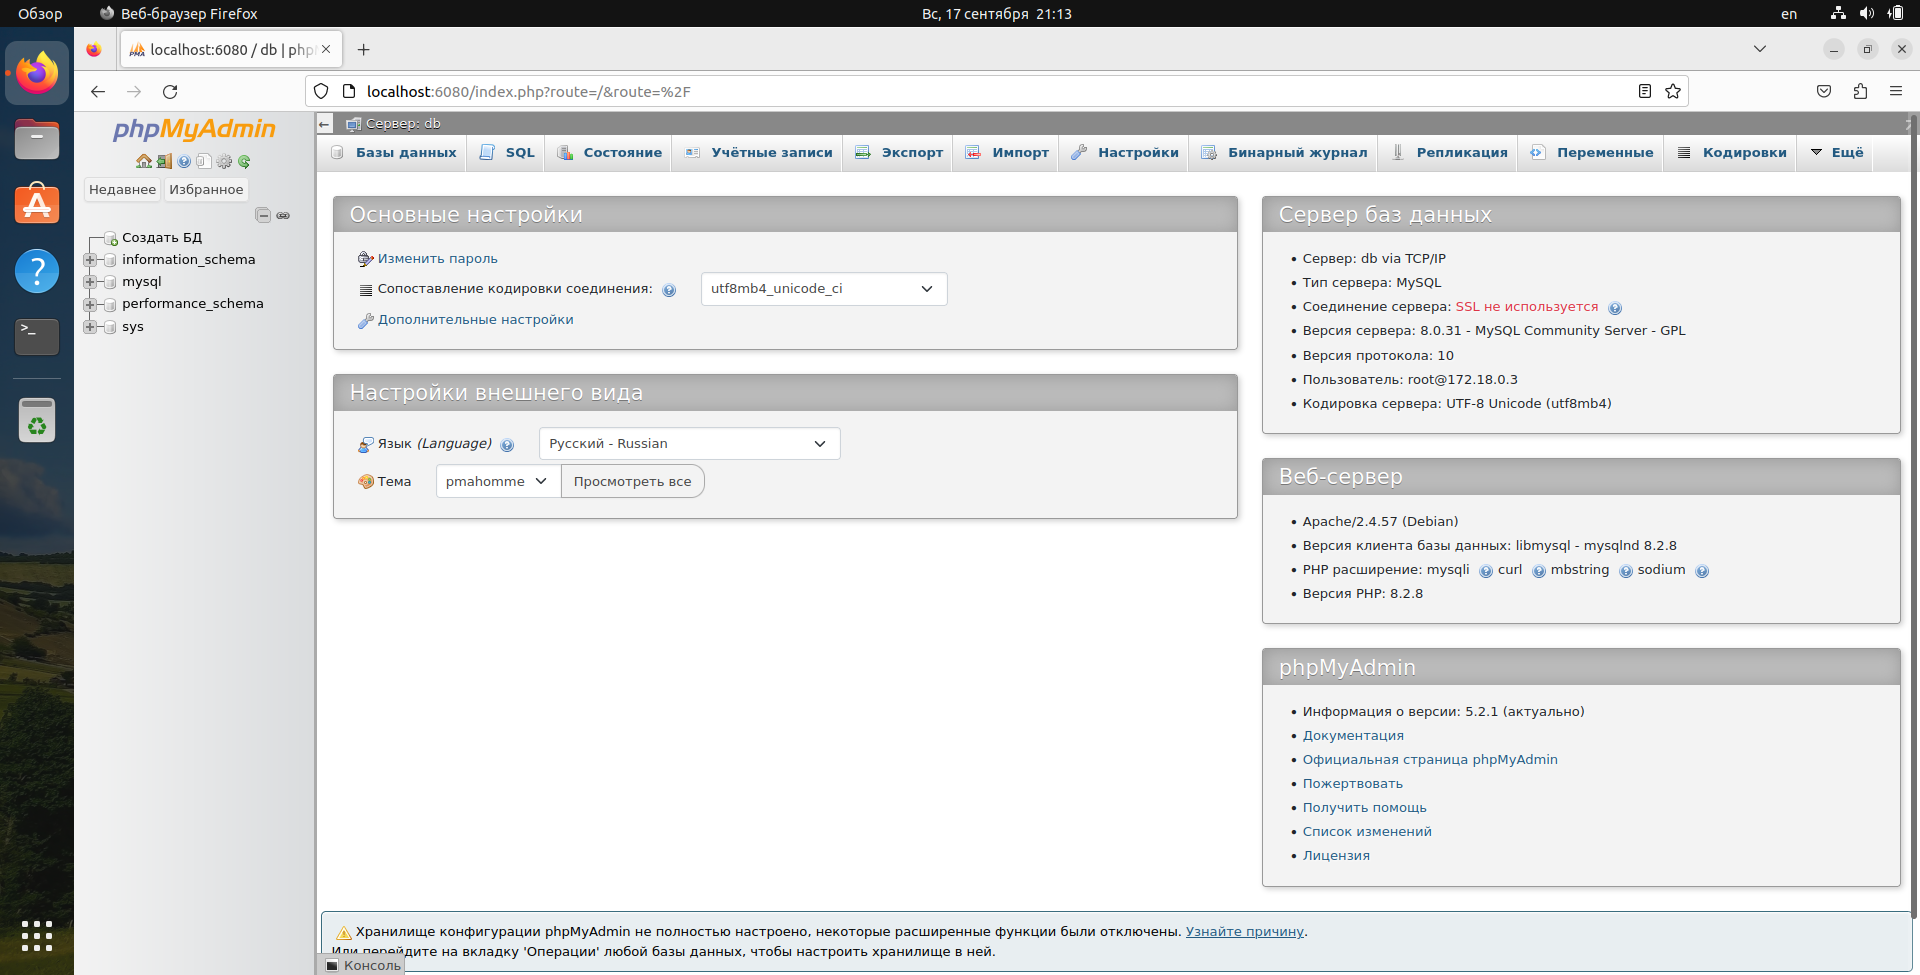 Обзор
Веб-браузер Firefox
Вс, 17 сентября 21:13
en
localhost:6080 / db | php
localhost:6080/index.php?route=/&route=%2F
phpMyAdmin
Недавнее
Избранное
Создать БД
information_schema
mysql
performance_schema
sys
Сервер: db
Базы данных
SQL
Состояние
Учётные записи
Экспорт
Импорт
Настройки
Бинарный журнал
Репликация
Переменные
Кодировки
Ещё
Основные настройки
Изменить пароль
Сопоставление кодировки соединения:
utf8mb4_unicode_ci
Дополнительные настройки
Настройки внешнего вида
Язык (Language)
Русский - Russian
Тема
pmahomme
Просмотреть все
Сервер баз данных
Сервер: db via TCP/IP
Тип сервера: MySQL
Соединение сервера: SSL не используется
Версия сервера: 8.0.31 - MySQL Community Server - GPL
Версия протокола: 10
Пользователь: root@172.18.0.3
Кодировка сервера: UTF-8 Unicode (utf8mb4)
Веб-сервер
Apache/2.4.57 (Debian)
Версия клиента базы данных: libmysql - mysqlnd 8.2.8
PHP расширение: mysqli curl mbstring sodium
Версия PHP: 8.2.8
phpMyAdmin
Информация о версии: 5.2.1 (актуально)
Документация
Официальная страница phpMyAdmin
Пожертвовать
Получить помощь
Список изменений
Лицензия
Хранилище конфигурации phpMyAdmin не полностью настроено, некоторые расширенные функции были отключены. Узнайте причину.
Или перейдите на вкладку 'Операции' любой базы данных, чтобы настроить хранилище в ней.
Консоль